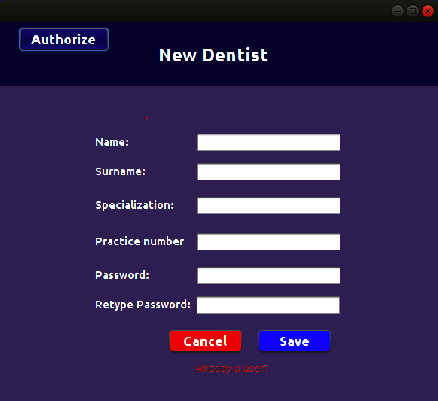 Authorize
New Dentist
Name:
Surname:
Specialization:
Practice number
Password:
Retype Password:
Cancel Save
Already a user?